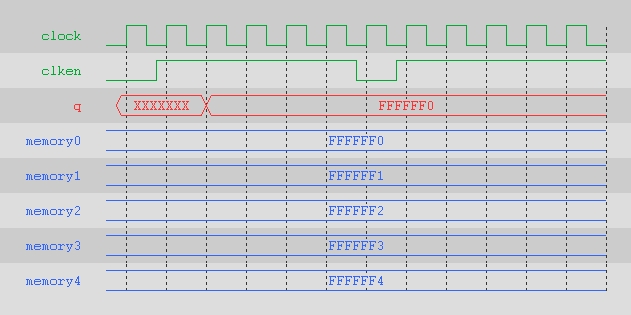 clock
clken
q XXXXXXX FFFFFF0
memory0 FFFFFF0
memory1 FFFFFF1
memory2 FFFFFF2
memory3 FFFFFF3
memory4 FFFFFF4